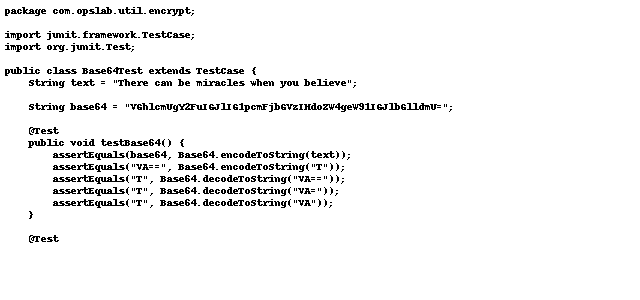 package com.opslab.util.encrypt;
import junit.framework.TestCase;
import org.junit.Test;
public class Base64Test extends TestCase {
String text = "There can be miracles when you believe";
String base64 = "VGhlcmUgY2FuIGJlIG1pcmFjbGVzIHdoZW4geW91IGJlbGlldmU=";
@Test
public void testBase64() {
assertEquals(base64, Base64.encodeToString(text));
assertEquals("VA==", Base64.encodeToString("T"));
assertEquals("T", Base64.decodeToString("VA=="));
assertEquals("T", Base64.decodeToString("VA="));
assertEquals("T", Base64.decodeToString("VA"));
}
@Test